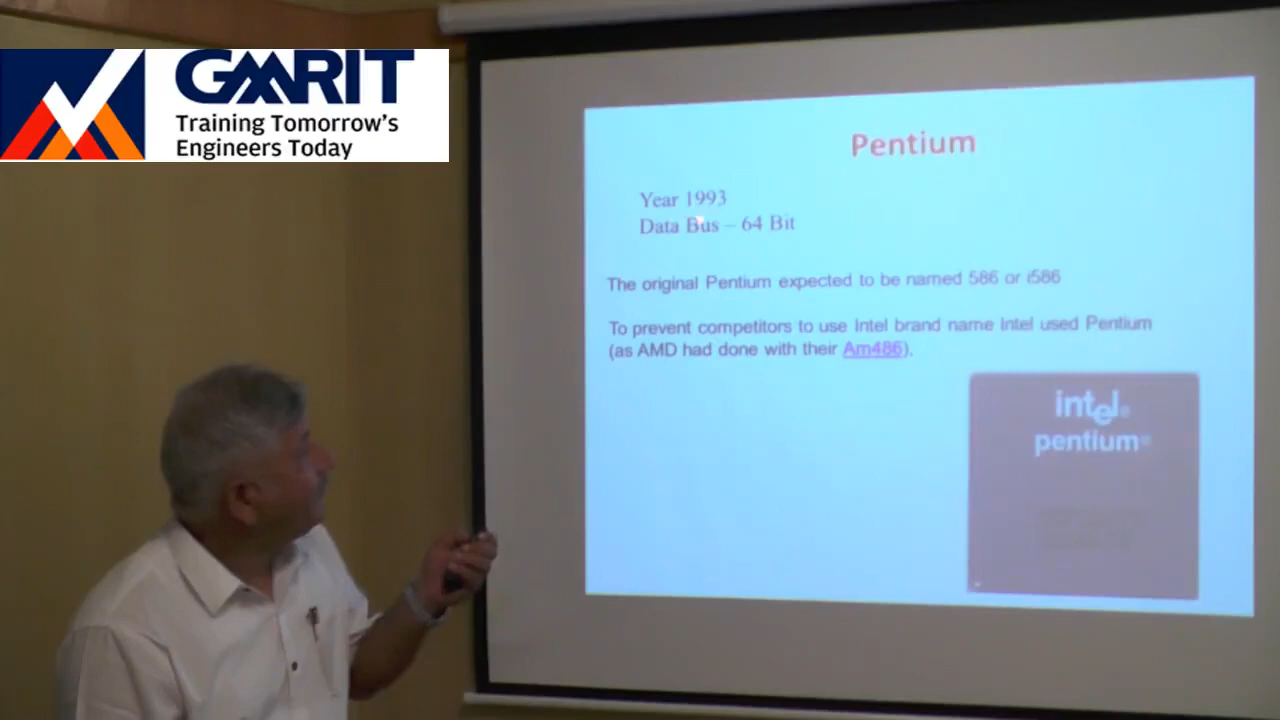 GMRIT
Training Tomorrow's
Engineers Today
Pentium
Year 1993
Data Bus – 64 Bit
The original Pentium expected to be named 586 or i586
To prevent competitors to use Intel brand name Intel used Pentium
(as AMD had done with their Am486).
intel®
pentium®